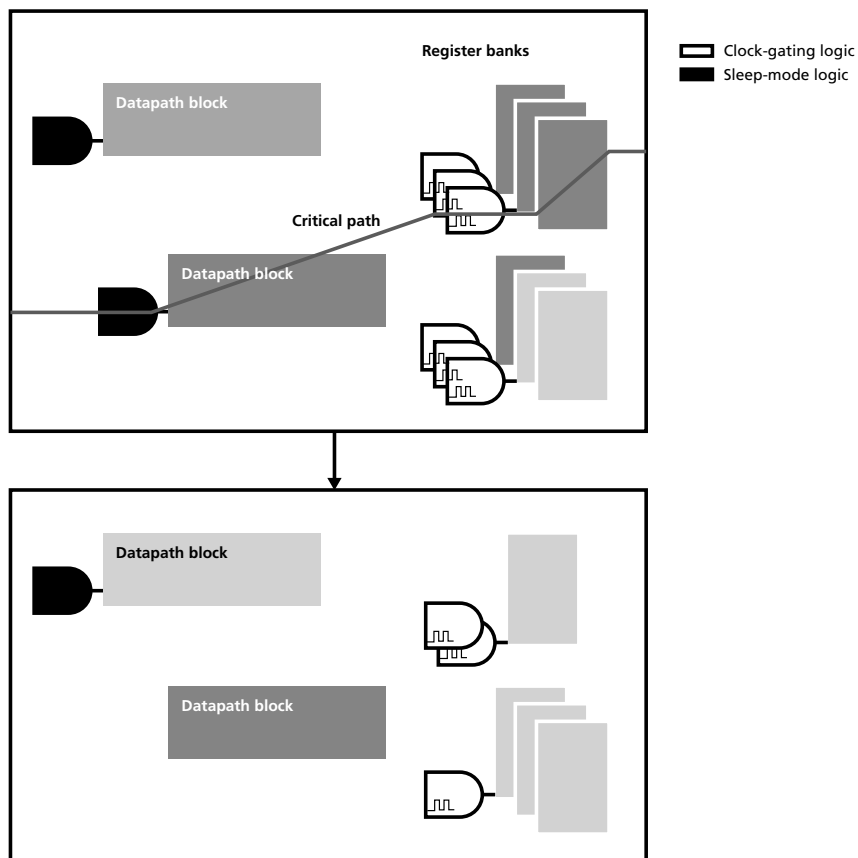 Register banks
Clock-gating logic
Sleep-mode logic
Datapath block
Critical path
Datapath block
Datapath block
Datapath block